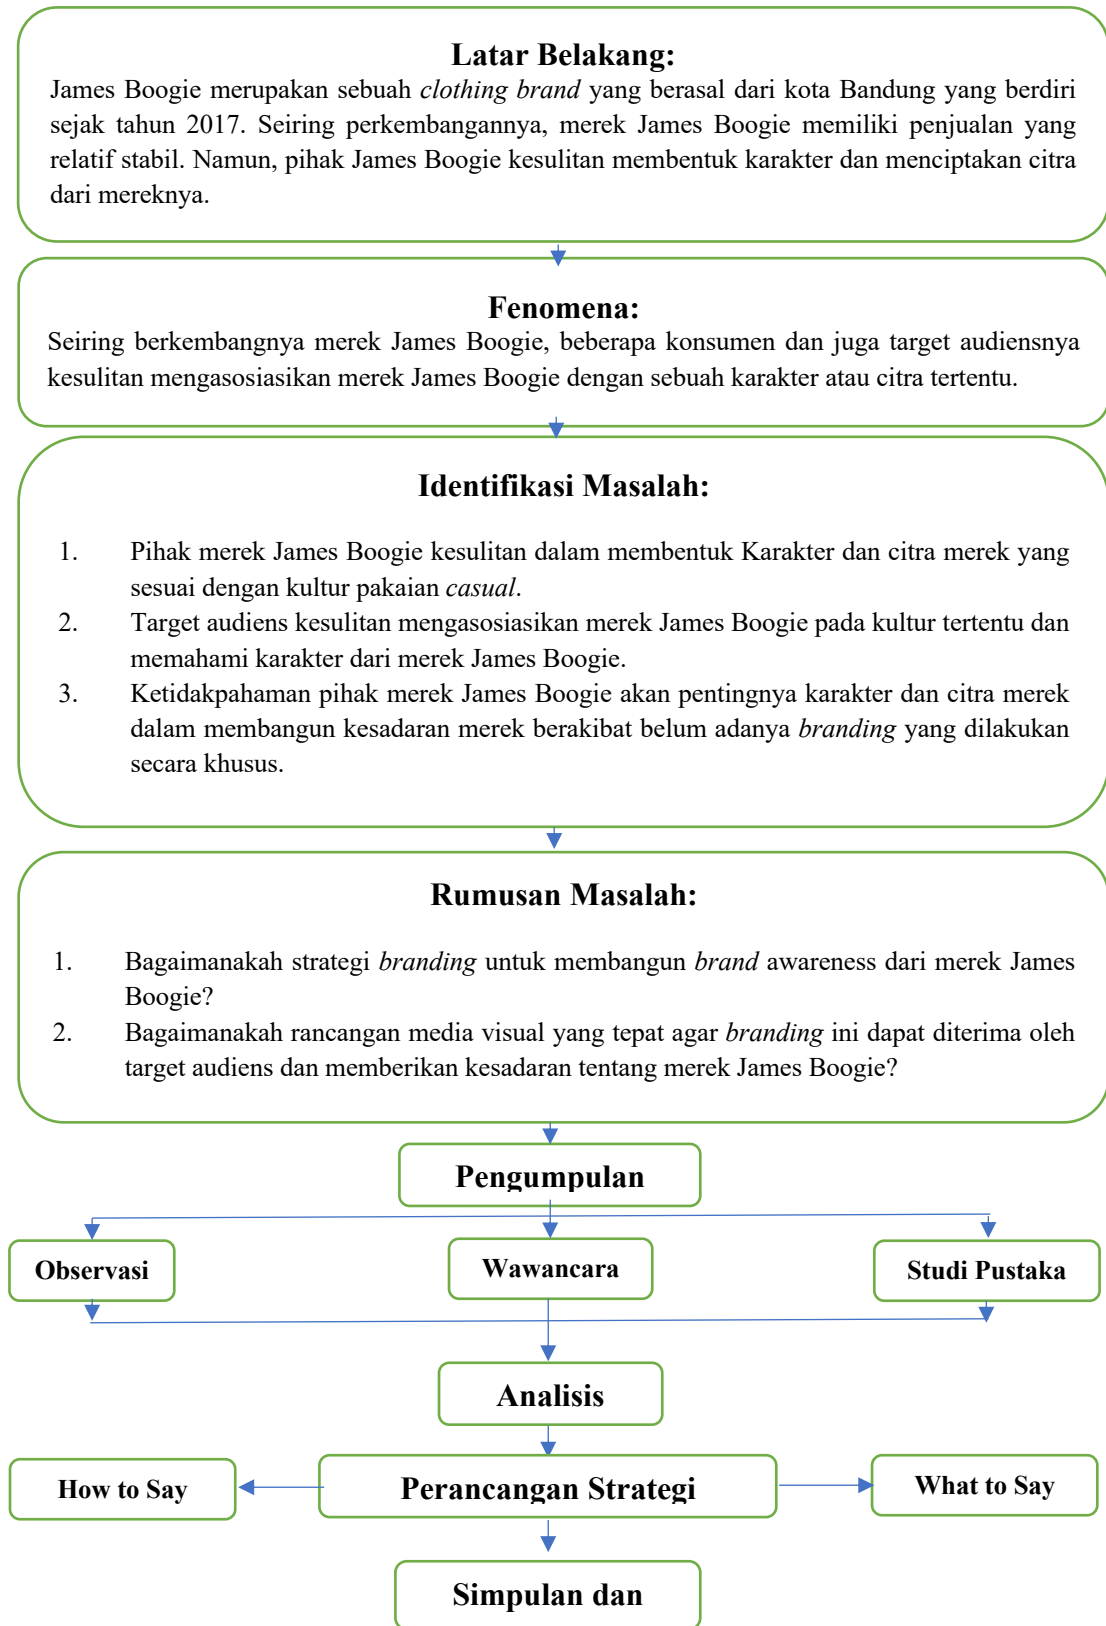 Latar Belakang:
James Boogie merupakan sebuah clothing brand yang berasal dari kota Bandung yang berdiri
sejak tahun 2017. Seiring perkembangannya, merek James Boogie memiliki penjualan yang
relatif stabil. Namun, pihak James Boogie kesulitan membentuk karakter dan menciptakan citra
dari mereknya.
Fenomena:
Seiring berkembangnya merek James Boogie, beberapa konsumen dan juga target audiensnya
kesulitan mengasosiasikan merek James Boogie dengan sebuah karakter atau citra tertentu.
Identifikasi Masalah:
1. Pihak merek James Boogie kesulitan dalam membentuk Karakter dan citra merek yang
sesuai dengan kultur pakaian casual.
2. Target audiens kesulitan mengasosiasikan merek James Boogie pada kultur tertentu dan
memahami karakter dari merek James Boogie.
3. Ketidakpahaman pihak merek James Boogie akan pentingnya karakter dan citra merek
dalam membangun kesadaran merek berakibat belum adanya branding yang dilakukan
secara khusus.
Rumusan Masalah:
1. Bagaimanakah strategi branding untuk membangun brand awareness dari merek James
Boogie?
2. Bagaimanakah rancangan media visual yang tepat agar branding ini dapat diterima oleh
target audiens dan memberikan kesadaran tentang merek James Boogie?
Pengumpulan
Observasi
Wawancara
Studi Pustaka
Analisis
How to Say
Perancangan Strategi
What to Say
Simpulan dan